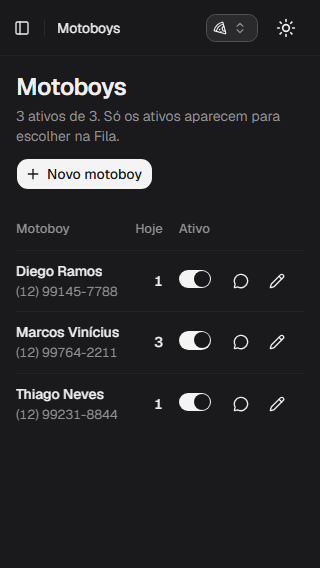 Motoboys
Motoboys
3 ativos de 3. Só os ativos aparecem para
escolher na Fila.
Novo motoboy
Motoboy Hoje Ativo
Diego Ramos
(12) 99145-7788
1
Marcos Vinícius
(12) 99764-2211
3
Thiago Neves
(12) 99231-8844
1